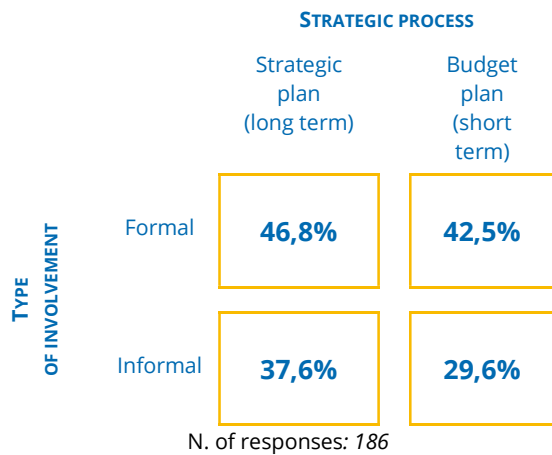 STRATEGIC PROCESS
Strategic
plan
(long term)
Budget
plan
(short
term)
TYPE
OF INVOLVEMENT
Formal
46,8%
42,5%
Informal
37,6%
29,6%
N. of responses: 186